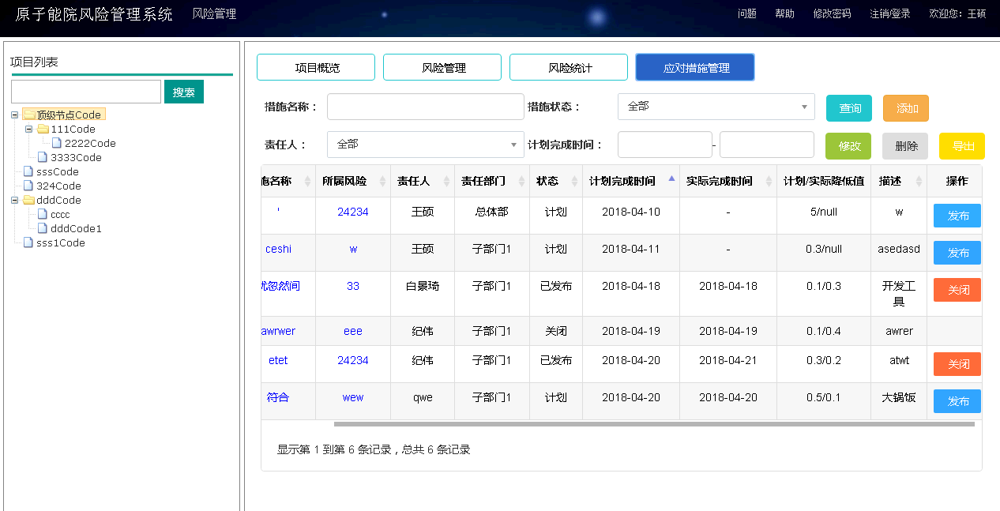 原子能院风险管理系统 风险管理 问题 帮助 修改密码 注销/登录 欢迎您：王硕
项目列表
搜索
顶级节点Code
111Code
2222Code
3333Code
sssCode
324Code
dddCode
cccc
dddCode1
sss1Code
项目概览 风险管理 风险统计 应对措施管理
措施名称： 措施状态： 全部 查询 添加
责任人： 全部 计划完成时间： - 修改 删除 导出
施名称 所属风险 责任人 责任部门 状态 计划完成时间 实际完成时间 计划/实际降低值 描述 操作
' 24234 王硕 总体部 计划 2018-04-10 - 5/null w 发布
ceshi w 王硕 子部门1 计划 2018-04-11 - 0.3/null asedasd 发布
忽然间 33 白景琦 子部门1 已发布 2018-04-18 2018-04-18 0.1/0.3 开发工
具 关闭
awrwer eee 纪伟 子部门1 关闭 2018-04-19 2018-04-19 0.1/0.4 awrer
etet 24234 纪伟 子部门1 已发布 2018-04-20 2018-04-21 0.3/0.2 atwt 关闭
符合 wew qwe 子部门1 计划 2018-04-20 2018-04-20 0.5/0.1 大锅饭 发布
显示第 1 到第 6 条记录，总共 6 条记录